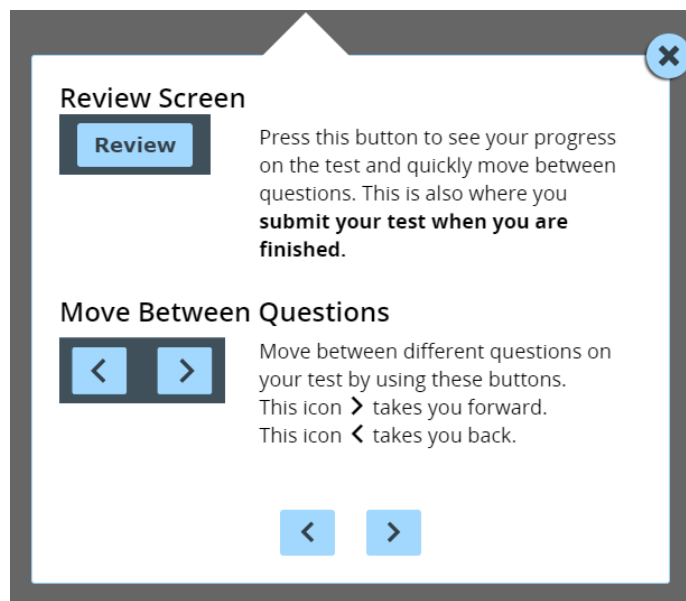 Review Screen
Review
Press this button to see your progress
on the test and quickly move between
questions. This is also where you
submit your test when you are
finished.
Move Between Questions
Move between different questions on
your test by using these buttons.
This icon > takes you forward.
This icon < takes you back.